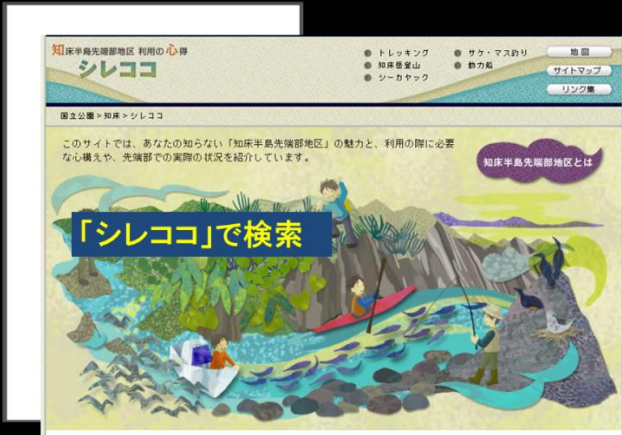 知床半島先端部地区 利用の心得
シレココ
トレッキング
知床岳登山
シーカヤック
サケ・マス釣り
動力船
地図
サイトマップ
リンク集
国立公園>知床>シレココ
このサイトでは、あなたの知らない「知床半島先端部地区」の魅力と、利用の際に必要
な心構えや、先端部での実際の状況を紹介しています。
知床半島先端部地区とは
「シレココ」で検索